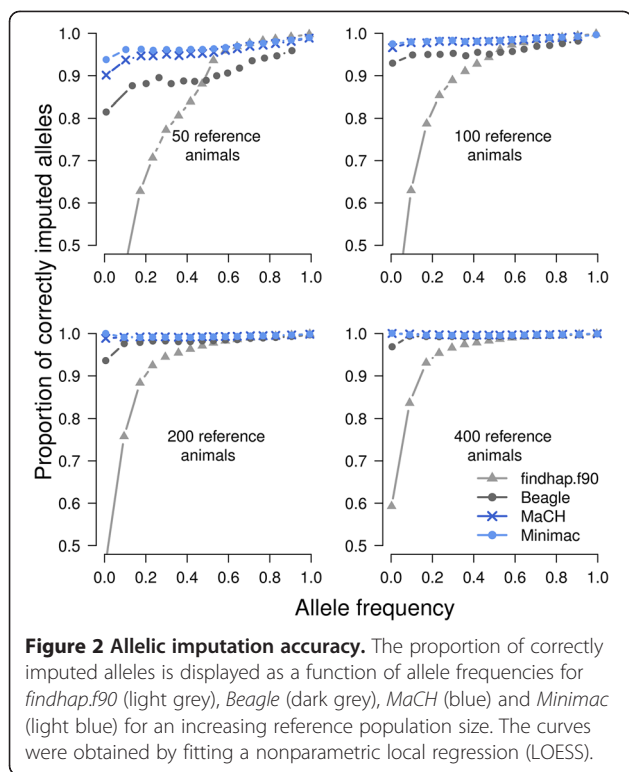 Proportion of correctly imputed alleles
1.0
0.9
0.8
0.7
0.6
0.5
50 reference
animals
0.0 0.2 0.4 0.6 0.8 1.0
1.0
0.9
0.8
0.7
0.6
0.5
100 reference
animals
0.0 0.2 0.4 0.6 0.8 1.0
1.0
0.9
0.8
0.7
0.6
0.5
200 reference
animals
0.0 0.2 0.4 0.6 0.8 1.0
1.0
0.9
0.8
0.7
0.6
0.5
400 reference
animals
findhap.f90
Beagle
MaCH
Minimac
0.0 0.2 0.4 0.6 0.8 1.0
Allele frequency
Figure 2 Allelic imputation accuracy. The proportion of correctly
imputed alleles is displayed as a function of allele frequencies for
findhap.f90 (light grey), Beagle (dark grey), MaCH (blue) and Minimac
(light blue) for an increasing reference population size. The curves
were obtained by fitting a nonparametric local regression (LOESS).